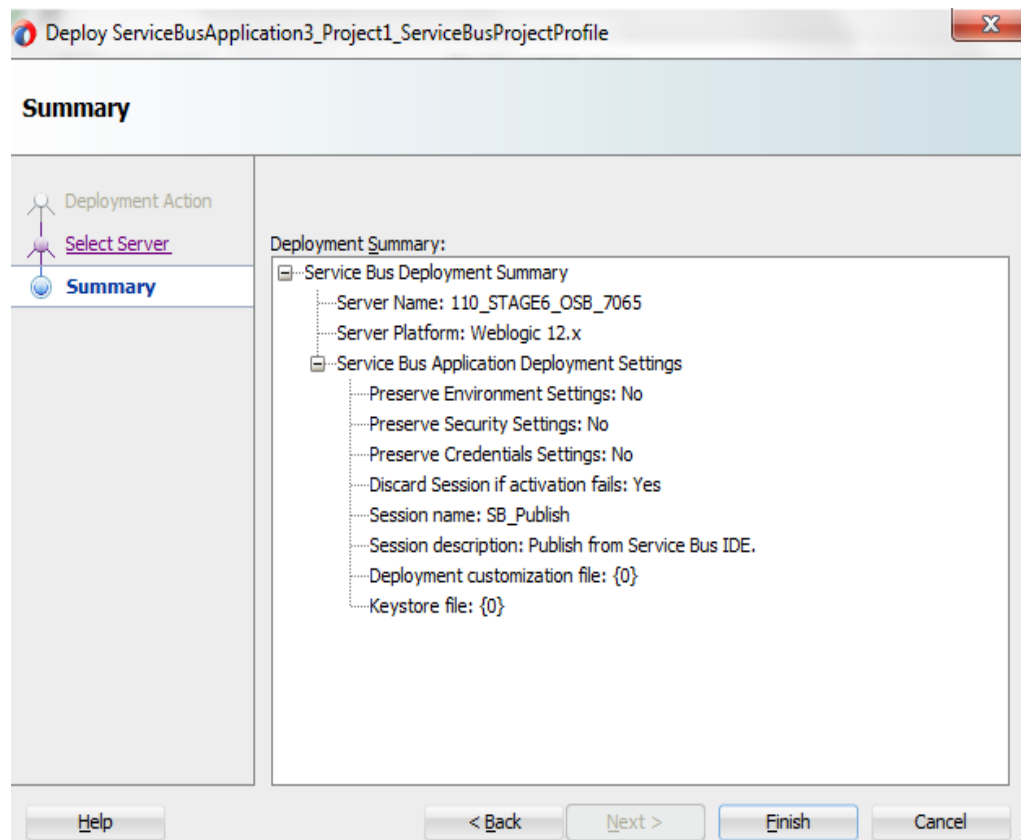 Deploy ServiceBusApplication3_Project1_ServiceBusProjectProfile
X
Summary
Deployment Action
Select Server
Summary
Deployment Summary:
Service Bus Deployment Summary
Server Name: 110_STAGE6_OSB_7065
Server Platform: Weblogic 12.x
Service Bus Application Deployment Settings
Preserve Environment Settings: No
Preserve Security Settings: No
Preserve Credentials Settings: No
Discard Session if activation fails: Yes
Session name: SB_Publish
Session description: Publish from Service Bus IDE.
Deployment customization file: {0}
Keystore file: {0}
Help
< Back
Next >
Finish
Cancel